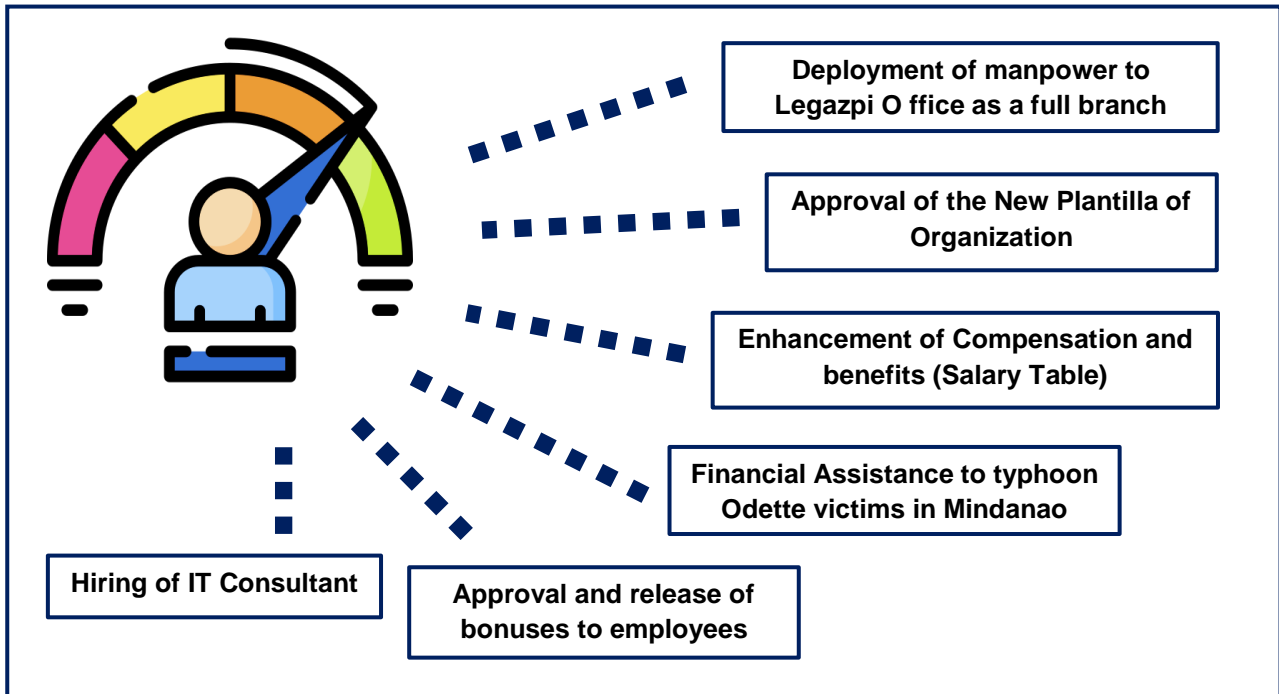 Deployment of manpower to
Legazpi O ffice as a full branch
Approval of the New Plantilla of
Organization
Enhancement of Compensation and
benefits (Salary Table)
Financial Assistance to typhoon
Odette victims in Mindanao
Hiring of IT Consultant
Approval and release of
bonuses to employees